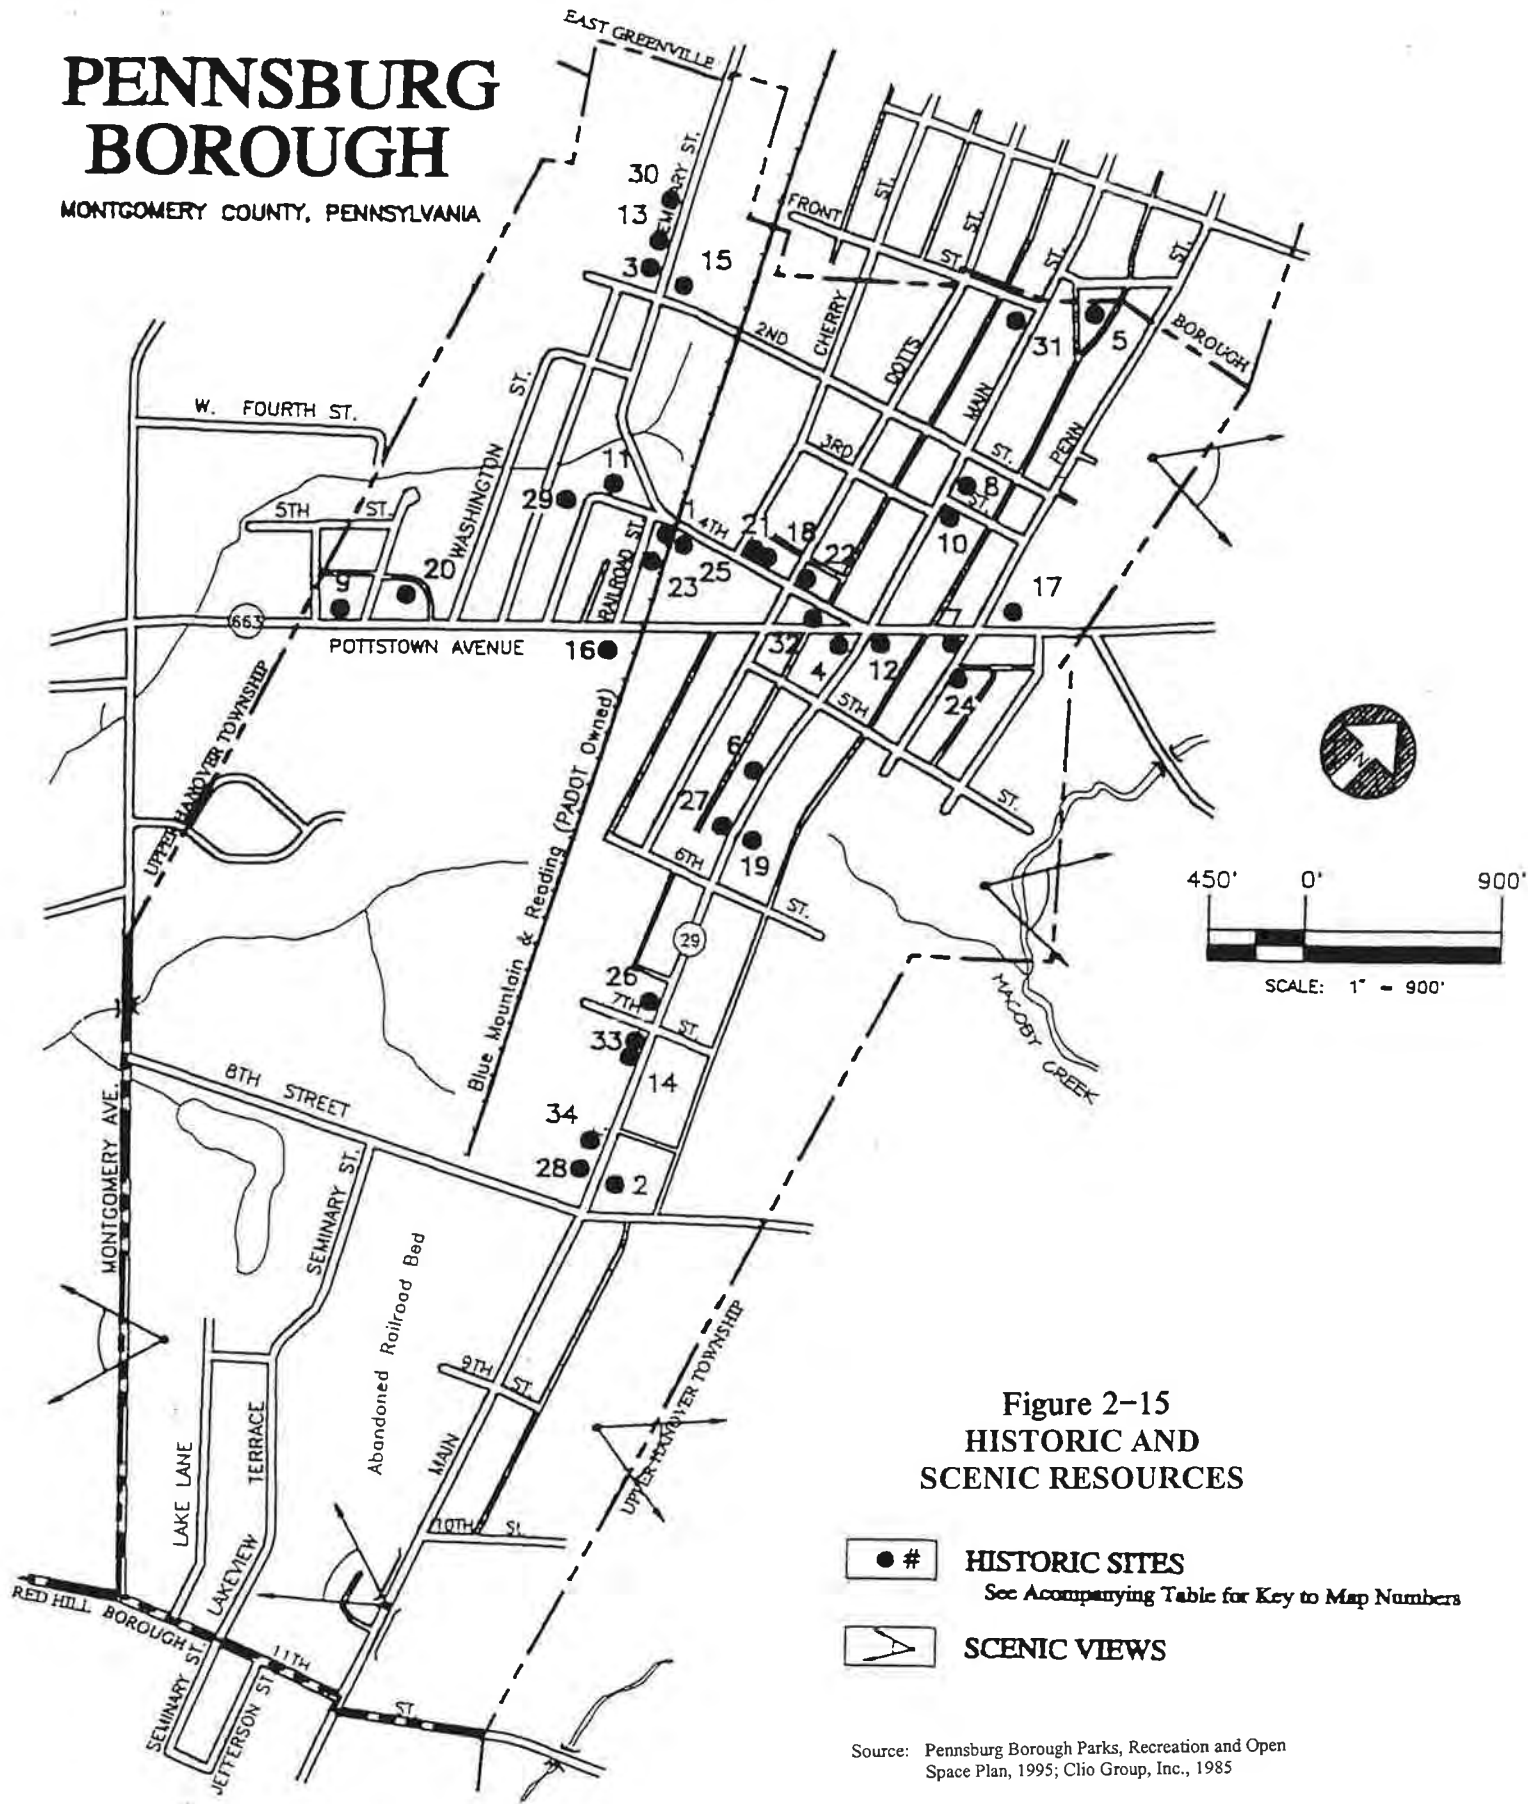 PENNSBURG
BOROUGH
MONTGOMERY COUNTY, PENNSYLVANIA
EAST GREENVILLE
30
13
3
15
FRONT
ST.
ST.
ST.
ST.
ST.
2ND
CHERRY
DOTTS
MAIN
31
5
BOROUGH
W. FOURTH ST.
ST.
WASHINGTON
3RD
ST.
PENN
11
29
8
ST.
5TH ST.
4TH
21
18
10
RAILROAD ST.
22
20
9
23
25
17
663
POTTSTOWN AVENUE
16
32
4
12
24
5TH
ST.
UPPER HANOVER TOWNSHIP
Blue Mountain & Reading (PADOT Owned)
6
27
19
6TH
ST.
N
450' 0' 900'
SCALE: 1" - 900'
29
26
7TH
ST.
MACOBY CREEK
33
14
8TH STREET
MONTGOMERY AVE.
34
28
2
SEMINARY ST.
Abandoned Railroad Bed
9TH
ST.
UPPER HANOVER TOWNSHIP
LAKE LANE
LAKEVIEW TERRACE
MAIN
10TH
RED HILL BOROUGH
11TH
ST.
SEMINARY ST.
JEFFERSON ST.
Figure 2-15
HISTORIC AND
SCENIC RESOURCES
# HISTORIC SITES
See Acompanying Table for Key to Map Numbers
SCENIC VIEWS
Source: Pennsburg Borough Parks, Recreation and Open
Space Plan, 1995; Clio Group, Inc., 1985